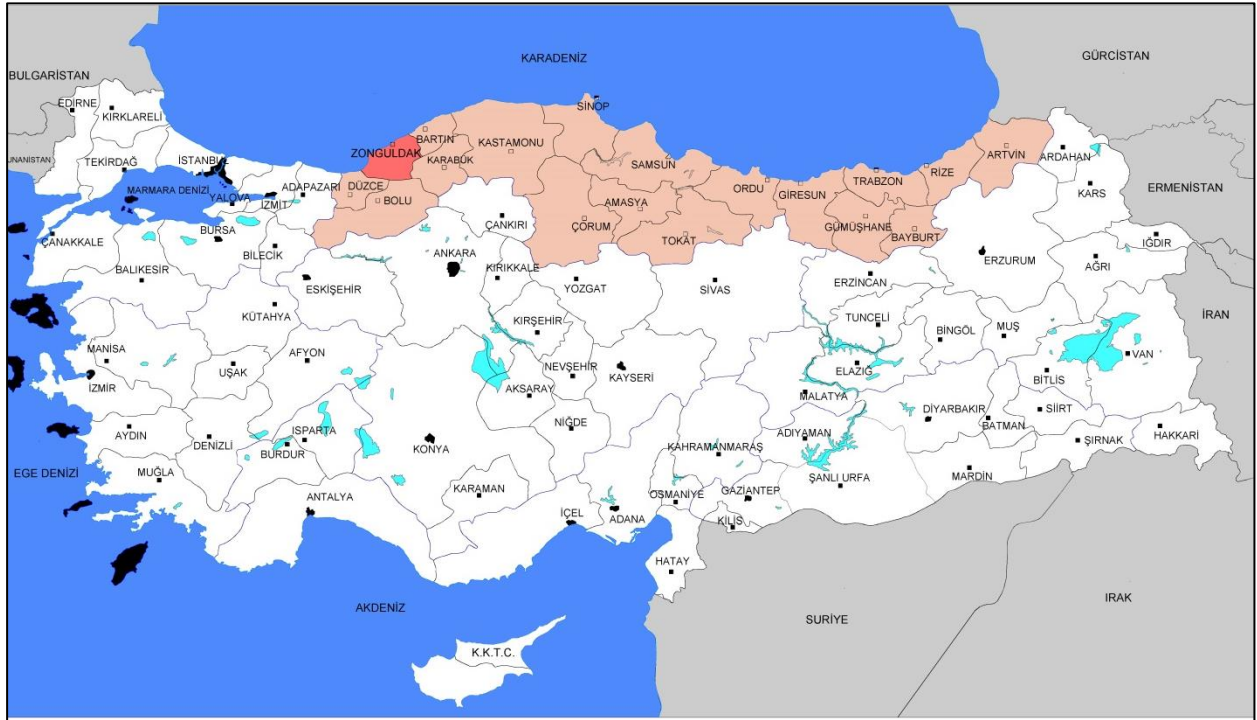 KARADENİZ
GÜRCİSTAN
BULGARİSTAN
EDİRNE
KIRKLARELİ
SİNOP
BARTIN
KASTAMONU
ZONGULDAK
KARABÜK
SAMSUN
ARTVİN
ARDAHAN
UNANİSTAN
TEKİRDAĞ
İSTANBUL
TRABZON
RİZE
KARS
ERMENİSTAN
MARMARA DENİZİ
YALOVA
İZMİT
ADAPAZARI
DÜZCE
BOLU
ORDU
GİRESUN
AMASYA
ÇORUM
TOKAT
GÜMÜŞHANE
BAYBURT
ÇANKIRI
BURSA
ÇANAKKALE
BİLECİK
IĞDIR
BALIKESİR
ANKARA
KIRIKKALE
YOZGAT
SİVAS
ERZİNCAN
ERZURUM
AĞRI
ESKİŞEHİR
KÜTAHYA
KIRŞEHİR
TUNCELİ
BİNGÖL
MUŞ
İRAN
MANİSA
UŞAK
AFYON
NEVŞEHİR
KAYSERİ
ELAZIĞ
VAN
BİTLİS
İZMİR
AKSARAY
MALATYA
SİİRT
AYDIN
DENİZLİ
ISPARTA
BURDUR
KONYA
NİĞDE
KAHRAMANMARAŞ
ADIYAMAN
DİYARBAKIR
BATMAN
ŞIRNAK
HAKKARİ
EGE DENİZİ
MUĞLA
ANTALYA
KARAMAN
İÇEL
ADANA
OSMANİYE
GAZİANTEP
ŞANLI URFA
MARDİN
KİLİS
HATAY
AKDENİZ
SURİYE
IRAK
K.K.T.C.